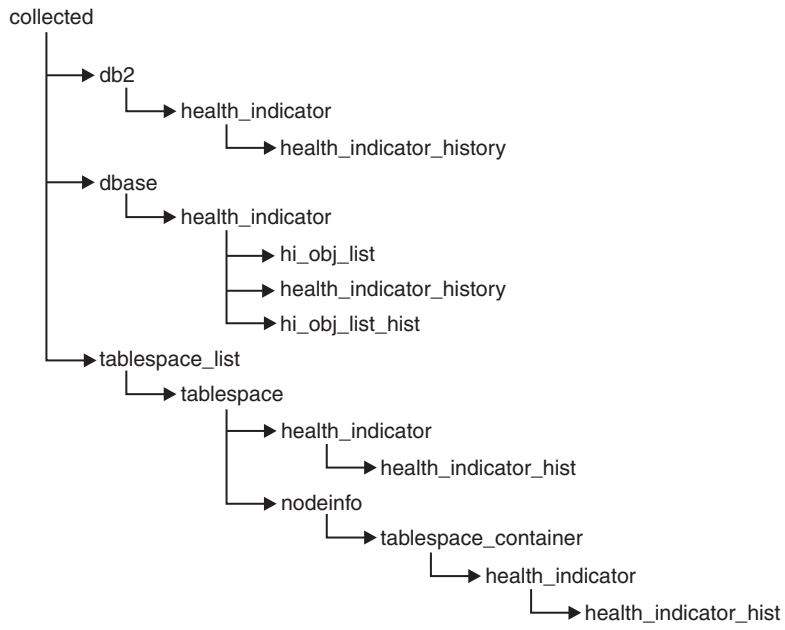 collected
db2
health_indicator
health_indicator_history
dbase
health_indicator
hi_obj_list
health_indicator_history
hi_obj_list_hist
tablespace_list
tablespace
health_indicator
health_indicator_hist
nodeinfo
tablespace_container
health_indicator
health_indicator_hist